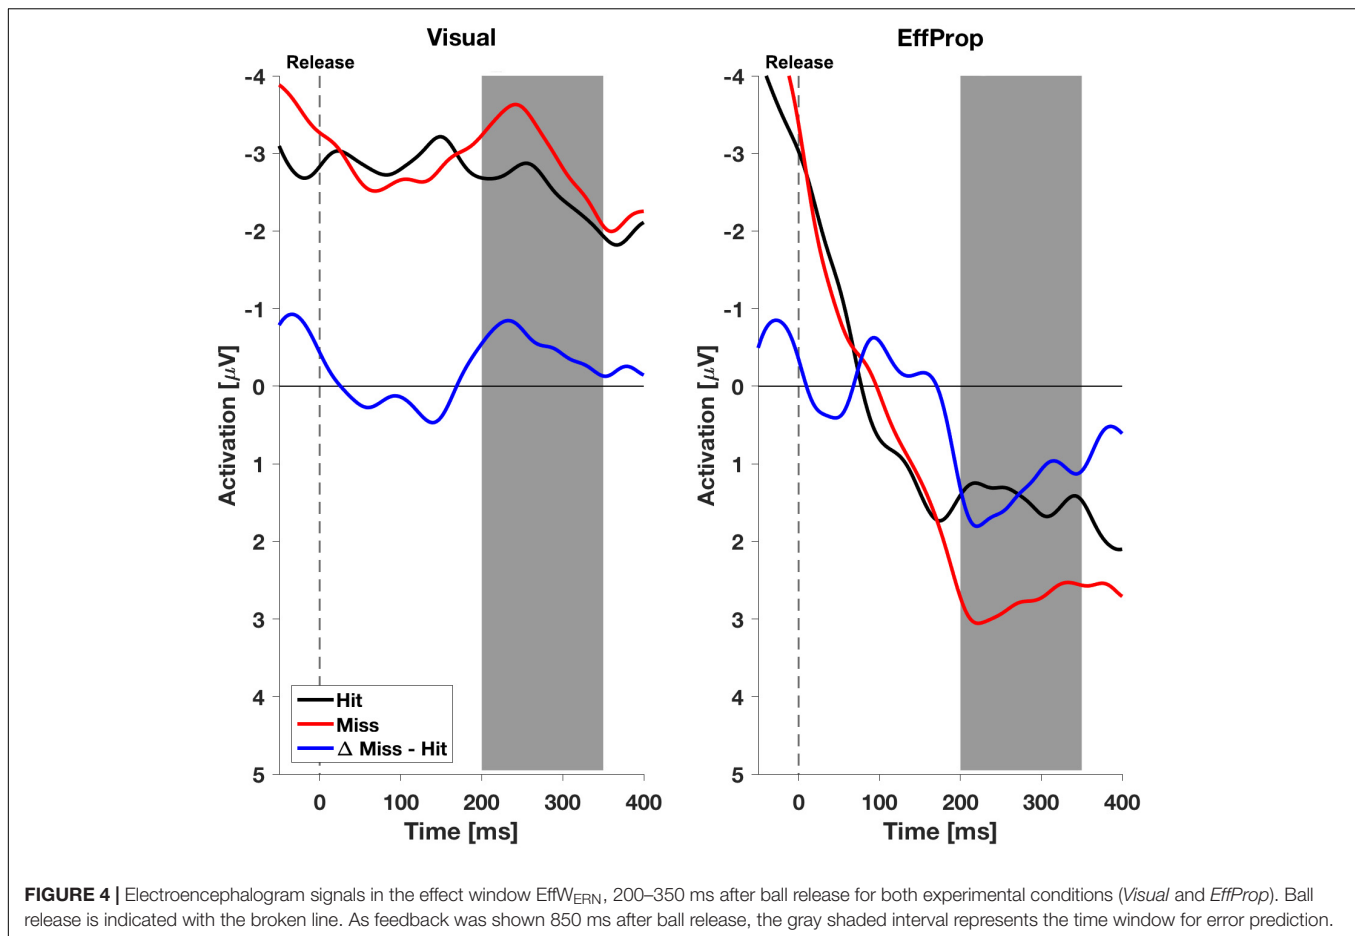 Visual
EffProp
Release
Release
-4
-3
-2
-1
0
1
2
3
4
5
Activation [μV]
0
100
200
300
400
Time [ms]
Hit
Miss
Δ Miss - Hit
-4
-3
-2
-1
0
1
2
3
4
5
Activation [μV]
0
100
200
300
400
Time [ms]
FIGURE 4 | Electroencephalogram signals in the effect window EffW_ERN, 200–350 ms after ball release for both experimental conditions (Visual and EffProp). Ball
release is indicated with the broken line. As feedback was shown 850 ms after ball release, the gray shaded interval represents the time window for error prediction.